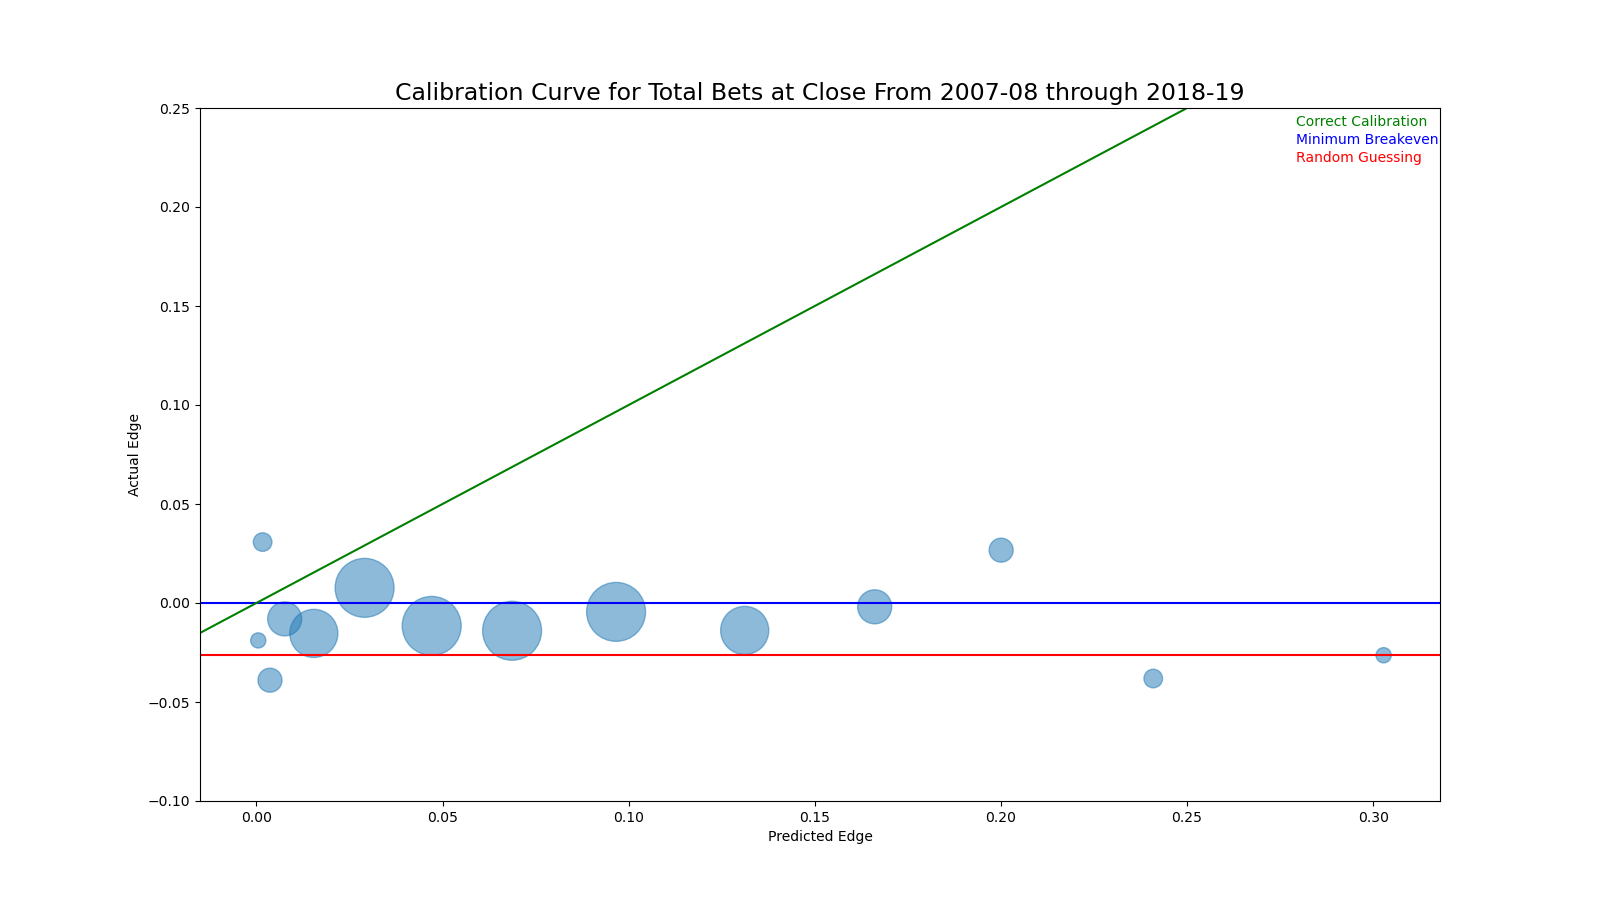 Calibration Curve for Total Bets at Close From 2007-08 through 2018-19
Correct Calibration
Minimum Breakeven
Random Guessing
Actual Edge
0.25
0.20
0.15
0.10
0.05
0.00
−0.05
−0.10
0.00 0.05 0.10 0.15 0.20 0.25 0.30
Predicted Edge